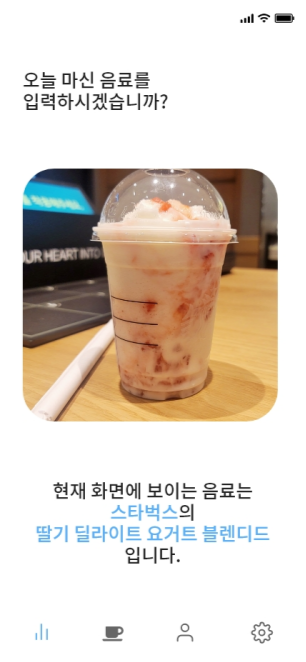 오늘 마신 음료를
입력하시겠습니까?
OUR HEART INTO
현재 화면에 보이는 음료는
스타벅스의
딸기 딜라이트 요거트 블렌디드
입니다.